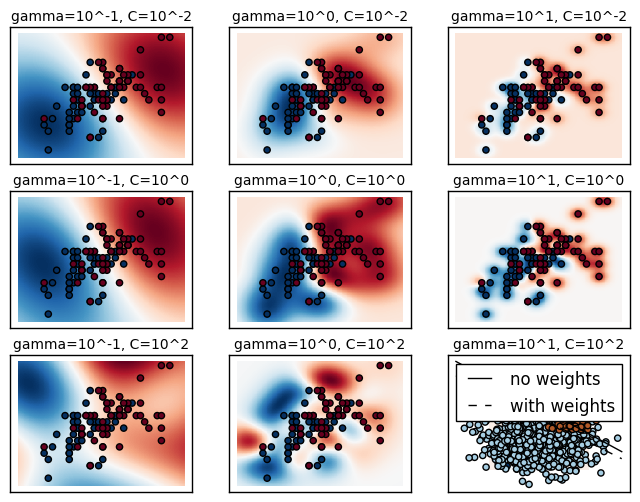 gamma=10^-1, C=10^-2
gamma=10^0, C=10^-2
gamma=10^1, C=10^-2
gamma=10^-1, C=10^0
gamma=10^0, C=10^0
gamma=10^1, C=10^0
gamma=10^-1, C=10^2
gamma=10^0, C=10^2
gamma=10^1, C=10^2
no weights
with weights